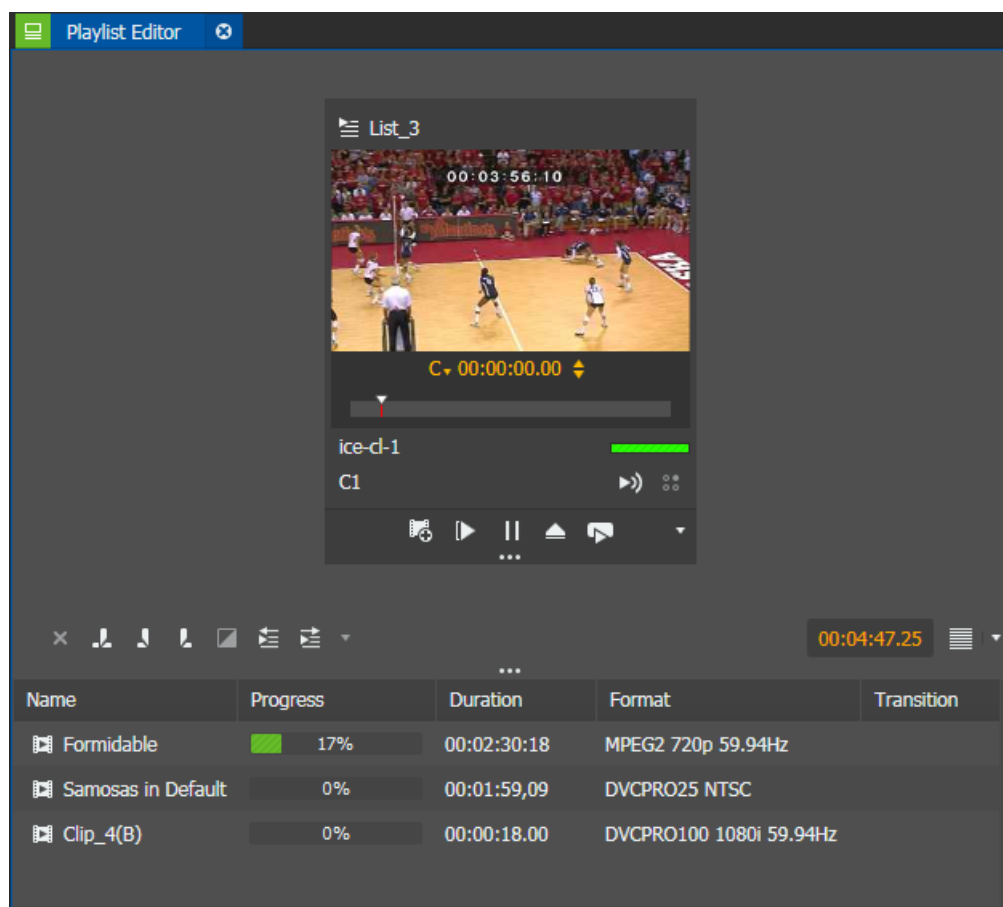 Playlist Editor
List_3
00:03:56:10
C 00:00:00.00
ice-cl-1
C1
00:04:47.25
Name Progress Duration Format Transition
Formidable 17% 00:02:30:18 MPEG2 720p 59.94Hz
Samosas in Default 0% 00:01:59,09 DVCPRO25 NTSC
Clip_4(B) 0% 00:00:18.00 DVCPRO100 1080i 59.94Hz